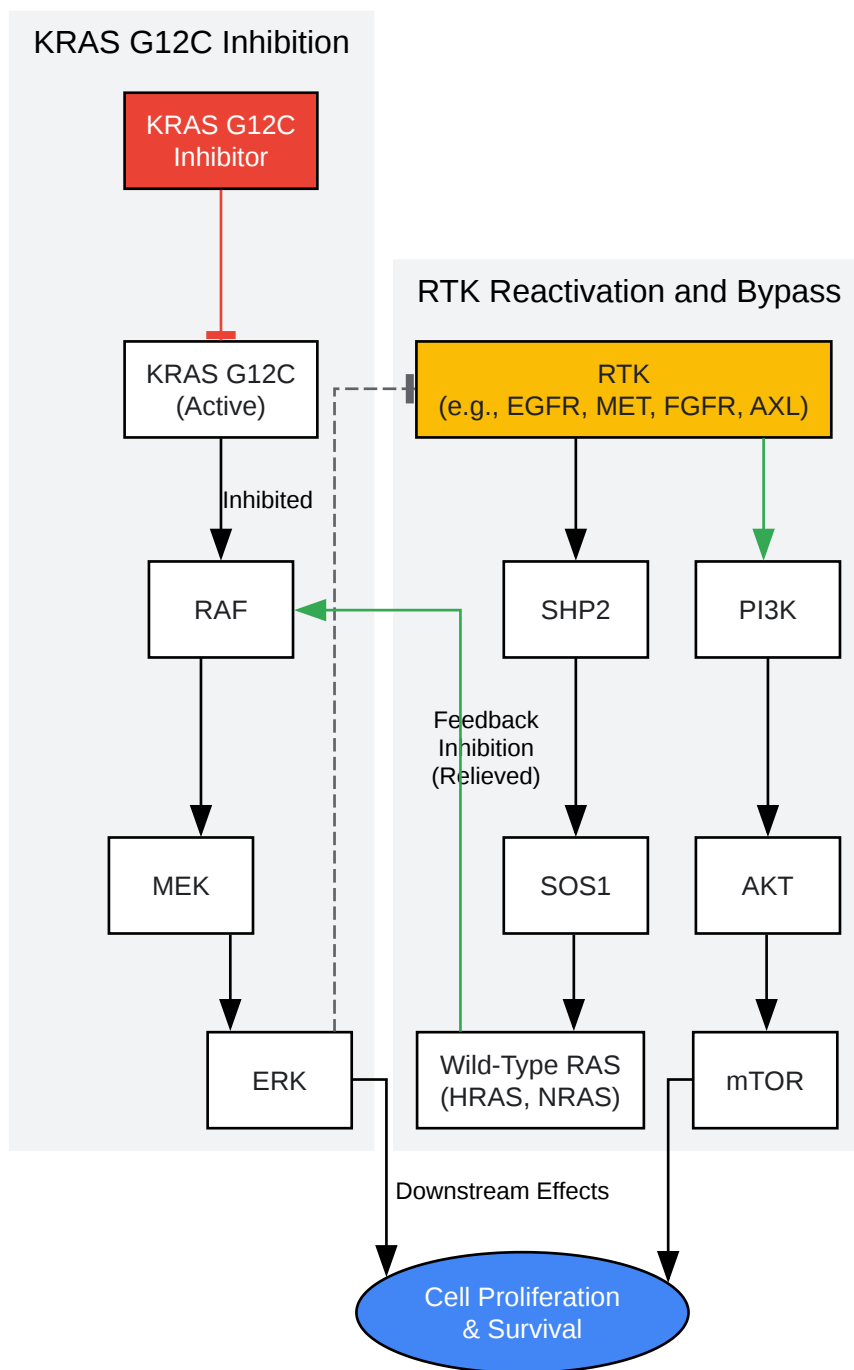 KRAS G12C Inhibition
KRAS G12C
Inhibitor
RTK Reactivation and Bypass
KRAS G12C
(Active)
RTK
(e.g., EGFR, MET, FGFR, AXL)
Inhibited
RAF
SHP2
PI3K
Feedback
Inhibition
(Relieved)
MEK
SOS1
AKT
ERK
Wild-Type RAS
(HRAS, NRAS)
mTOR
Downstream Effects
Cell Proliferation
& Survival